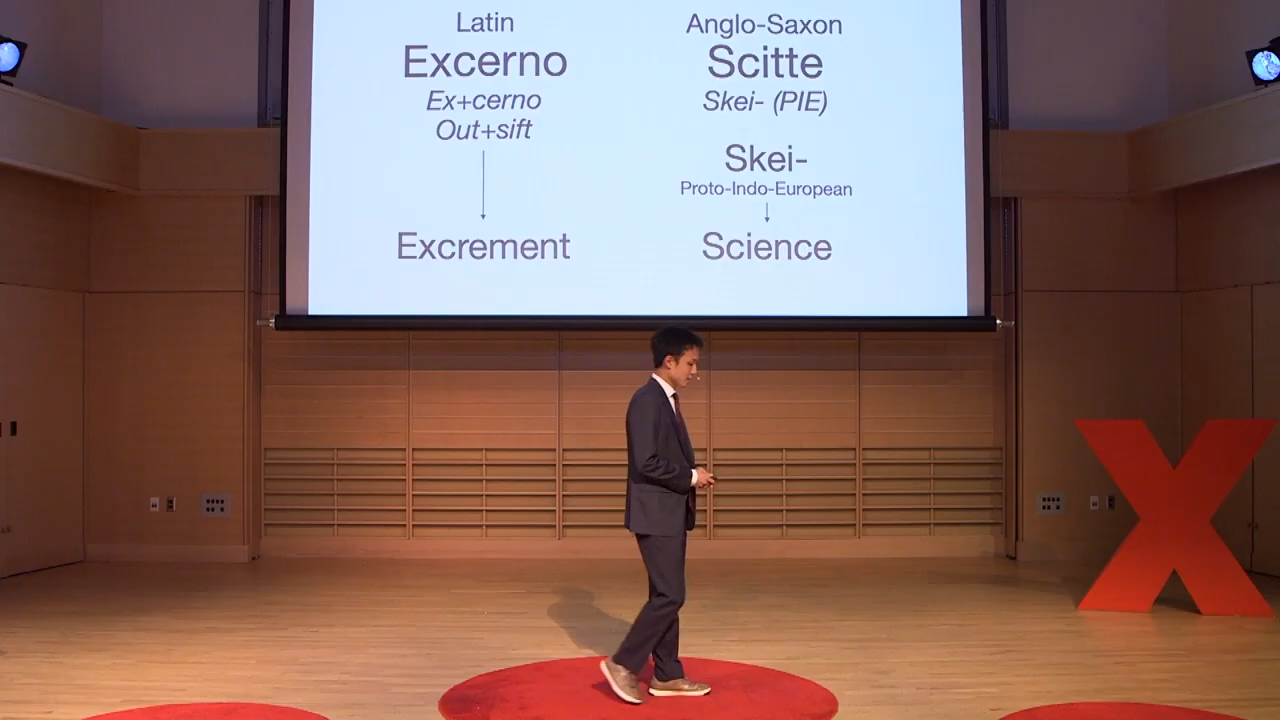 Latin
Excerno
Ex+cerno
Out+sift
Excrement
Anglo-Saxon
Scitte
Skei- (PIE)
Skei-
Proto-Indo-European
Science
X